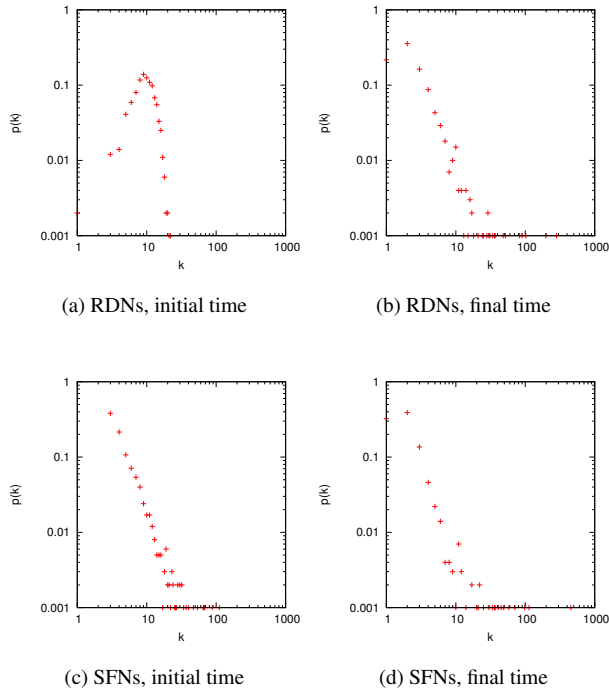 1
0.1
0.01
0.001
p(k)
1 10 100 1000
k
(a) RDNs, initial time
1
0.1
0.01
0.001
p(k)
1 10 100 1000
k
(b) RDNs, final time
1
0.1
0.01
0.001
p(k)
1 10 100 1000
k
(c) SFNs, initial time
1
0.1
0.01
0.001
p(k)
1 10 100 1000
k
(d) SFNs, final time